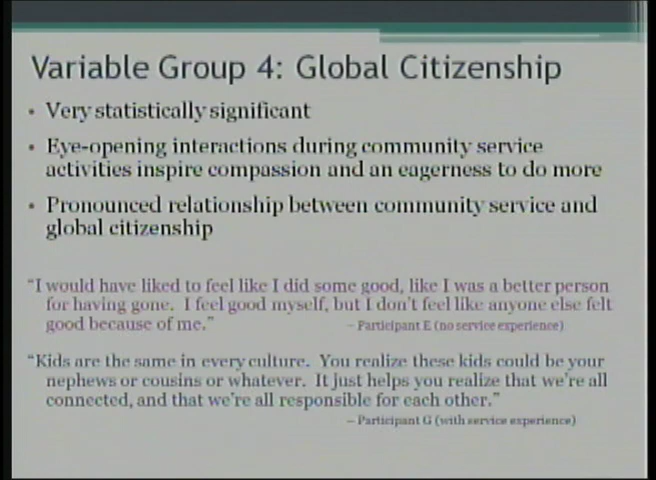 Variable Group 4: Global Citizenship
• Very statistically significant
• Eye-opening interactions during community service
activities inspire compassion and an eagerness to do more
• Pronounced relationship between community service and
global citizenship
“I would have liked to feel like I did some good, like I was a better person
for having gone. I feel good myself, but I don’t feel like anyone else felt
good because of me.” – Participant E (no service experience)
“Kids are the same in every culture. You realize these kids could be your
nephews or cousins or whatever. It just helps you realize that we’re all
connected, and that we’re all responsible for each other.”
– Participant G (with service experience)